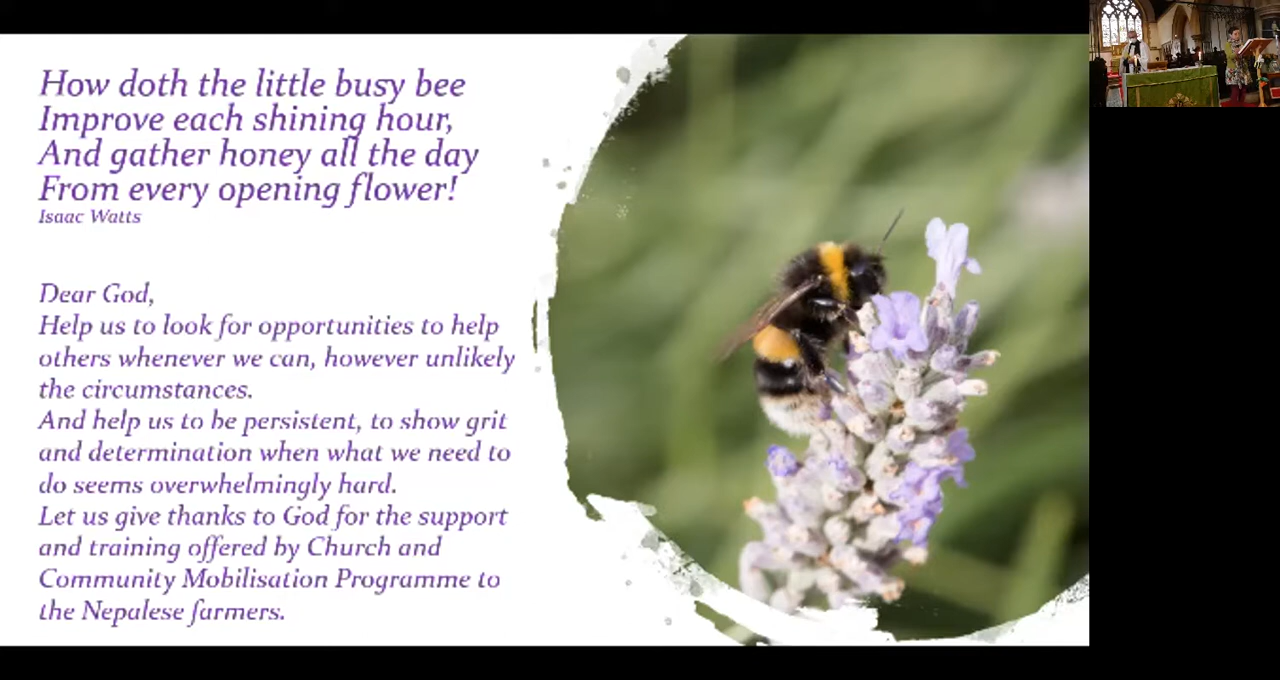 How doth the little busy bee
Improve each shining hour,
And gather honey all the day
From every opening flower!
Isaac Watts
Dear God,
Help us to look for opportunities to help
others whenever we can, however unlikely
the circumstances.
And help us to be persistent, to show grit
and determination when what we need to
do seems overwhelmingly hard.
Let us give thanks to God for the support
and training offered by Church and
Community Mobilisation Programme to
the Nepalese farmers.